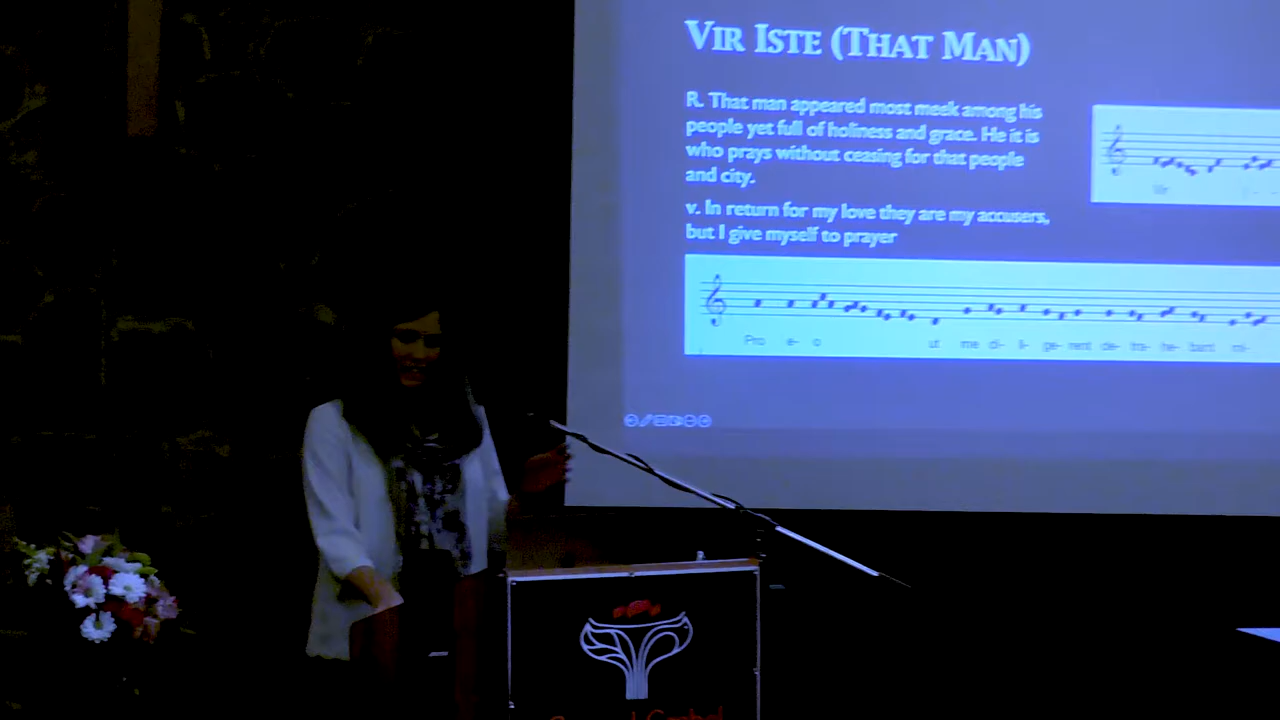 VIR ISTE (THAT MAN)
R. That man appeared most meek among his
people yet full of holiness and grace. He it is
who prays without ceasing for that people
and city.
v. In return for my love they are my accusers,
but I give myself to prayer
Vir
Pro e- o ut me di- li- ge- rent de- tra- he- bant mi-